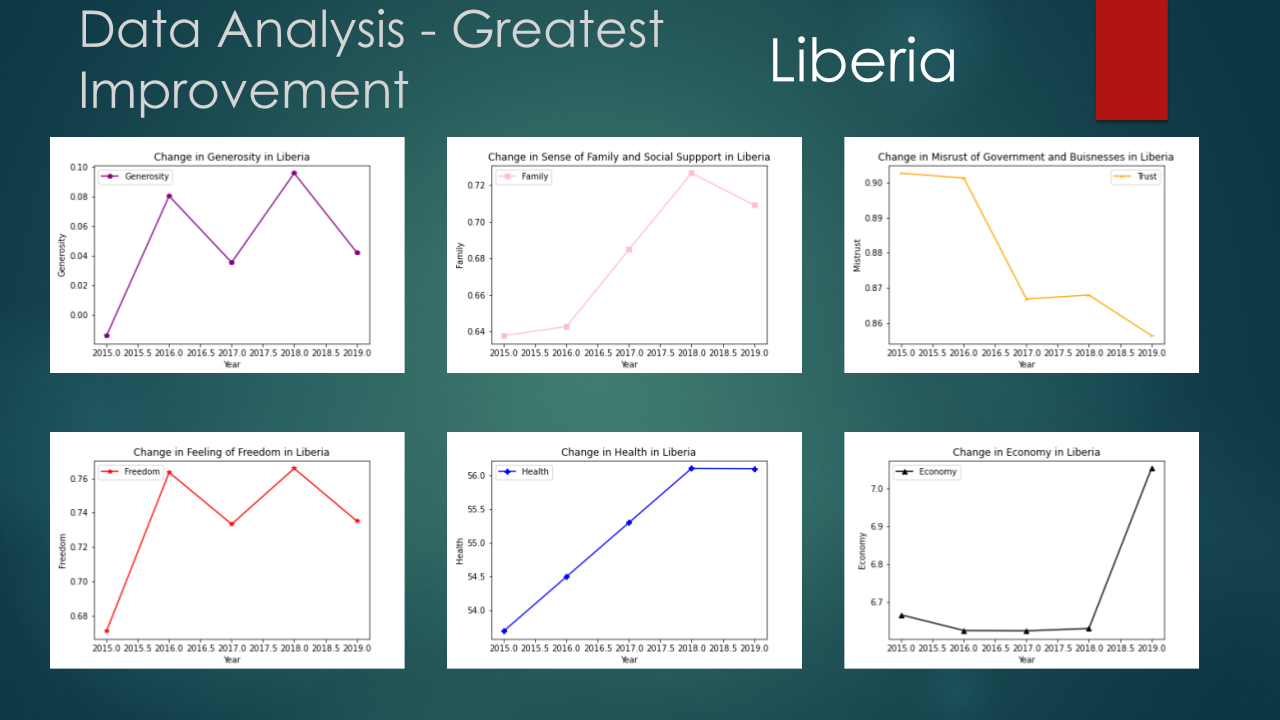 Data Analysis - Greatest
Improvement
Liberia
Change in Generosity in Liberia
Generosity
0.10
0.08
0.06
0.04
0.02
0.00
Generosity
2015.0 2015.5 2016.0 2016.5 2017.0 2017.5 2018.0 2018.5 2019.0
Year
Change in Sense of Family and Social Suppport in Liberia
Family
0.72
0.70
0.68
0.66
0.64
Family
2015.0 2015.5 2016.0 2016.5 2017.0 2017.5 2018.0 2018.5 2019.0
Year
Change in Misrust of Government and Buisnesses in Liberia
Trust
0.90
0.89
0.88
0.87
0.86
Mistrust
2015.0 2015.5 2016.0 2016.5 2017.0 2017.5 2018.0 2018.5 2019.0
Year
Change in Feeling of Freedom in Liberia
Freedom
0.76
0.74
0.72
0.70
0.68
Freedom
2015.0 2015.5 2016.0 2016.5 2017.0 2017.5 2018.0 2018.5 2019.0
Year
Change in Health in Liberia
Health
56.0
55.5
55.0
54.5
54.0
Health
2015.0 2015.5 2016.0 2016.5 2017.0 2017.5 2018.0 2018.5 2019.0
Year
Change in Economy in Liberia
Economy
7.0
6.9
6.8
6.7
Economy
2015.0 2015.5 2016.0 2016.5 2017.0 2017.5 2018.0 2018.5 2019.0
Year